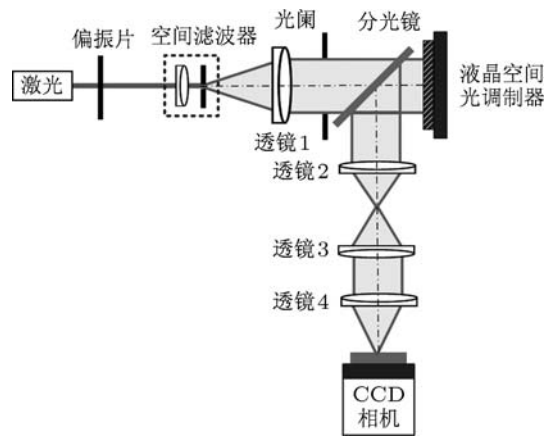 偏振片
空间滤波器
光阑
分光镜
激光
液晶空间
光调制器
透镜1
透镜2
透镜3
透镜4
CCD
相机